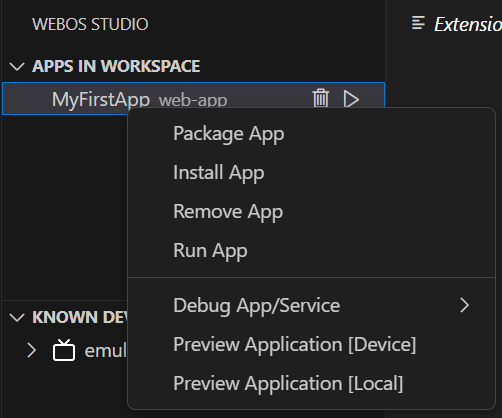 WEBOS STUDIO
Extensio
APPS IN WORKSPACE
MyFirstApp web-app
Package App
Install App
Remove App
Run App
Debug App/Service
KNOWN DEV
Preview Application [Device]
emul
Preview Application [Local]